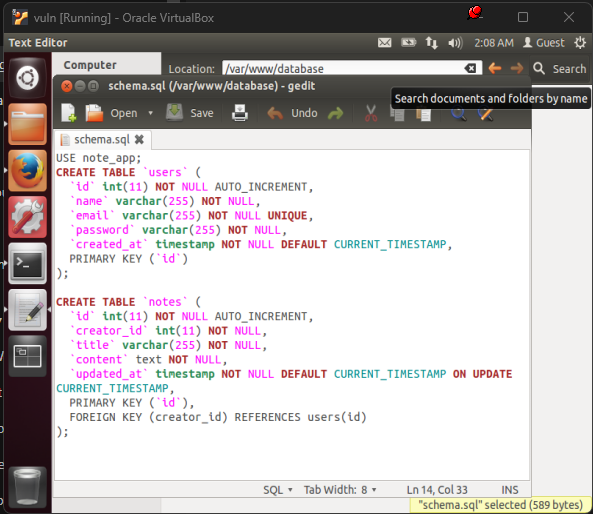 vuln [Running] - Oracle VirtualBox
Text Editor
2:08 AM
Guest
Computer
Location:
/var/www/database
Search
schema.sql (/var/www/database) - gedit
Search documents and folders by name
Open
Save
Undo
schema.sql
USE note_app;
CREATE TABLE `users` (
`id` int(11) NOT NULL AUTO_INCREMENT,
`name` varchar(255) NOT NULL,
`email` varchar(255) NOT NULL UNIQUE,
`password` varchar(255) NOT NULL,
`created_at` timestamp NOT NULL DEFAULT CURRENT_TIMESTAMP,
PRIMARY KEY (`id`)
);
CREATE TABLE `notes` (
`id` int(11) NOT NULL AUTO_INCREMENT,
`creator_id` int(11) NOT NULL,
`title` varchar(255) NOT NULL,
`content` text NOT NULL,
`updated_at` timestamp NOT NULL DEFAULT CURRENT_TIMESTAMP ON UPDATE
CURRENT_TIMESTAMP,
PRIMARY KEY (`id`),
FOREIGN KEY (creator_id) REFERENCES users(id)
);
SQL
Tab Width: 8
Ln 14, Col 33
INS
"schema.sql" selected (589 bytes)